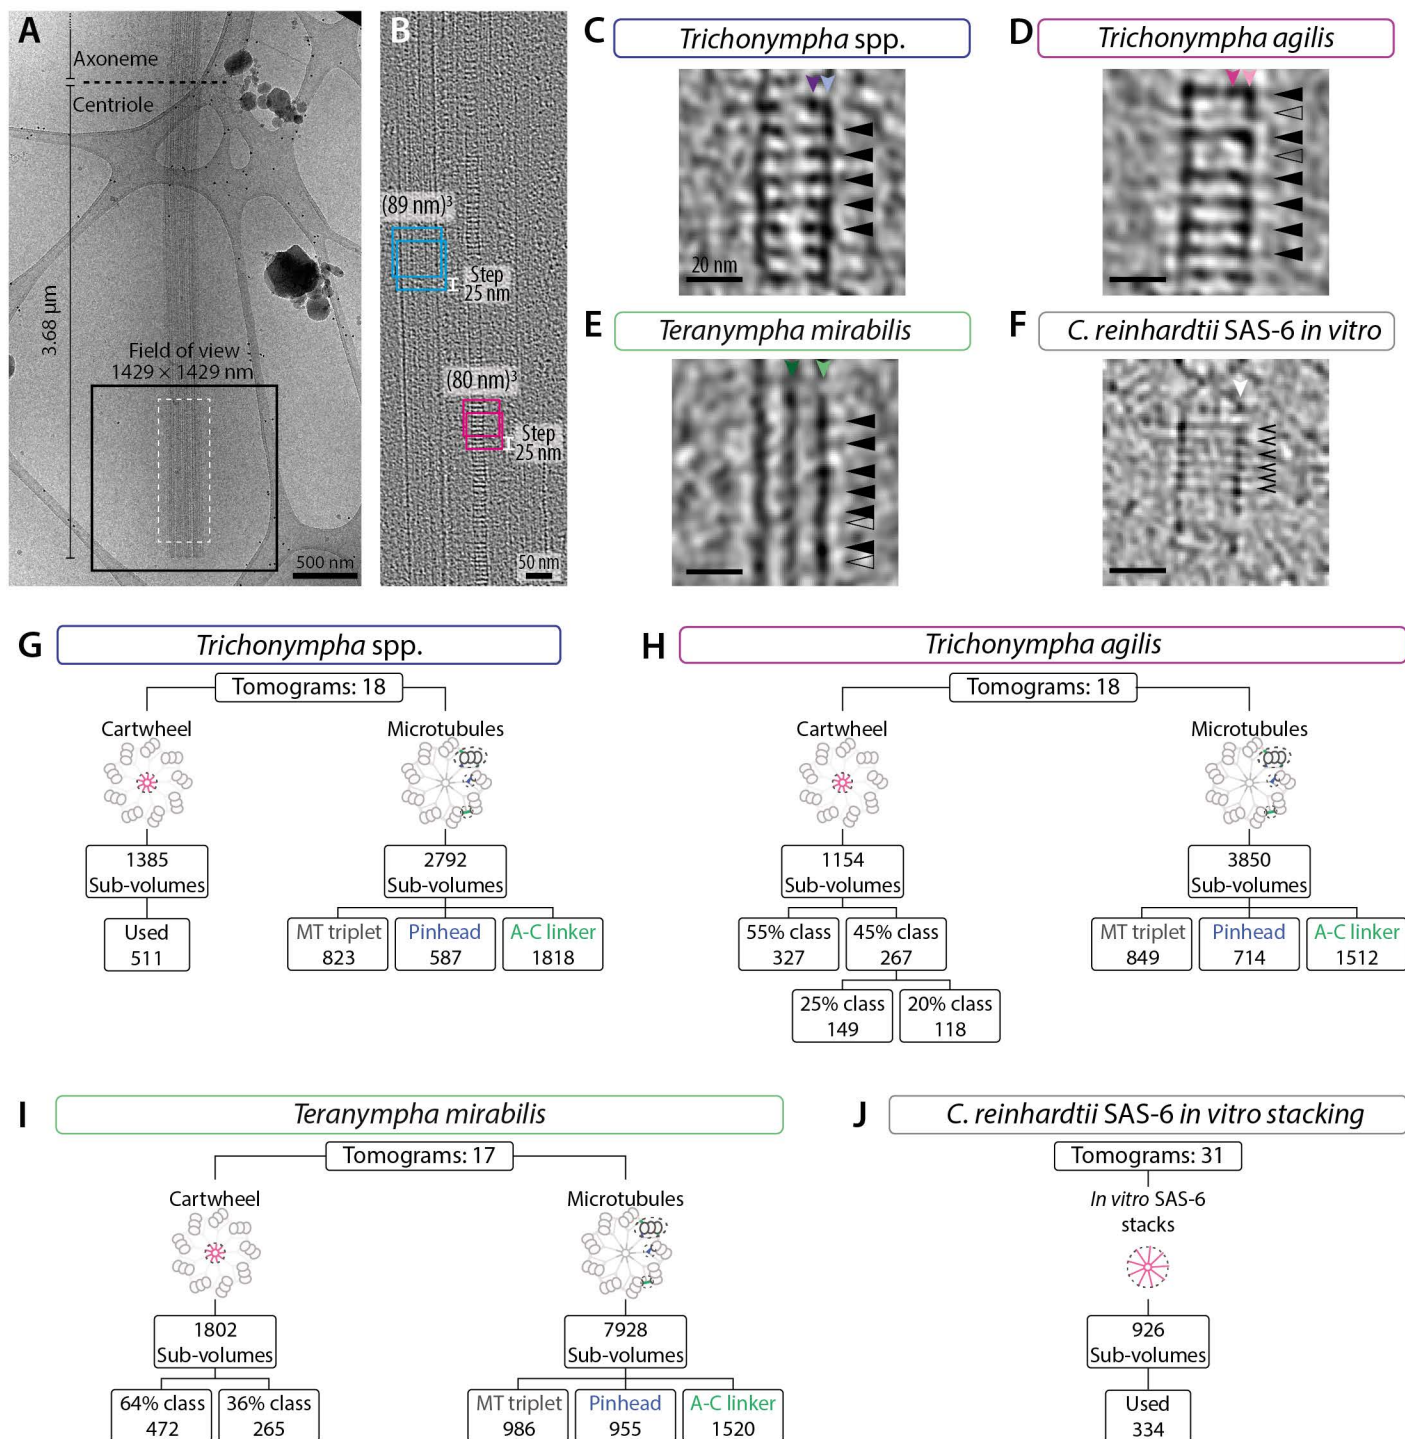 A
Axoneme
Centriole
3.68 µm
Field of view
1429 × 1429 nm
500 nm
B
(89 nm)³
Step
25 nm
(80 nm)³
Step
25 nm
50 nm
C
Trichonympha spp.
20 nm
D
Trichonympha agilis
E
Teranympha mirabilis
F
C. reinhardtii SAS-6 in vitro
G
Trichonympha spp.
Tomograms: 18
Cartwheel
Microtubules
1385
Sub-volumes
2792
Sub-volumes
Used
511
MT triplet
823
Pinhead
587
A-C linker
1818
H
Trichonympha agilis
Tomograms: 18
Cartwheel
Microtubules
1154
Sub-volumes
3850
Sub-volumes
55% class
327
45% class
267
MT triplet
849
Pinhead
714
A-C linker
1512
25% class
149
20% class
118
I
Teranympha mirabilis
Tomograms: 17
Cartwheel
Microtubules
1802
Sub-volumes
7928
Sub-volumes
64% class
472
36% class
265
MT triplet
986
Pinhead
955
A-C linker
1520
J
C. reinhardtii SAS-6 in vitro stacking
Tomograms: 31
In vitro SAS-6
stacks
926
Sub-volumes
Used
334